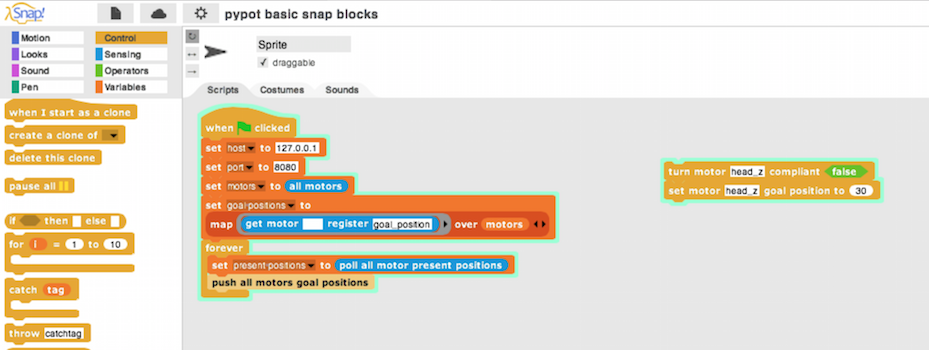 λSnap! pypot basic snap blocks
Motion Control
Looks Sensing
Sound Operators
Pen Variables
when I start as a clone
create a clone of
delete this clone
pause all
if then else
for i = 1 to 10
catch tag
throw catchtag
Sprite
draggable
Scripts Costumes Sounds
when clicked
set host to 127.0.0.1
set port to 8080
set motors to all motors
set goal positions to
map get motor register goal_position over motors
forever
set present positions to poll all motor present positions
push all motors goal positions
turn motor head_z compliant false
set motor head_z goal position to 30